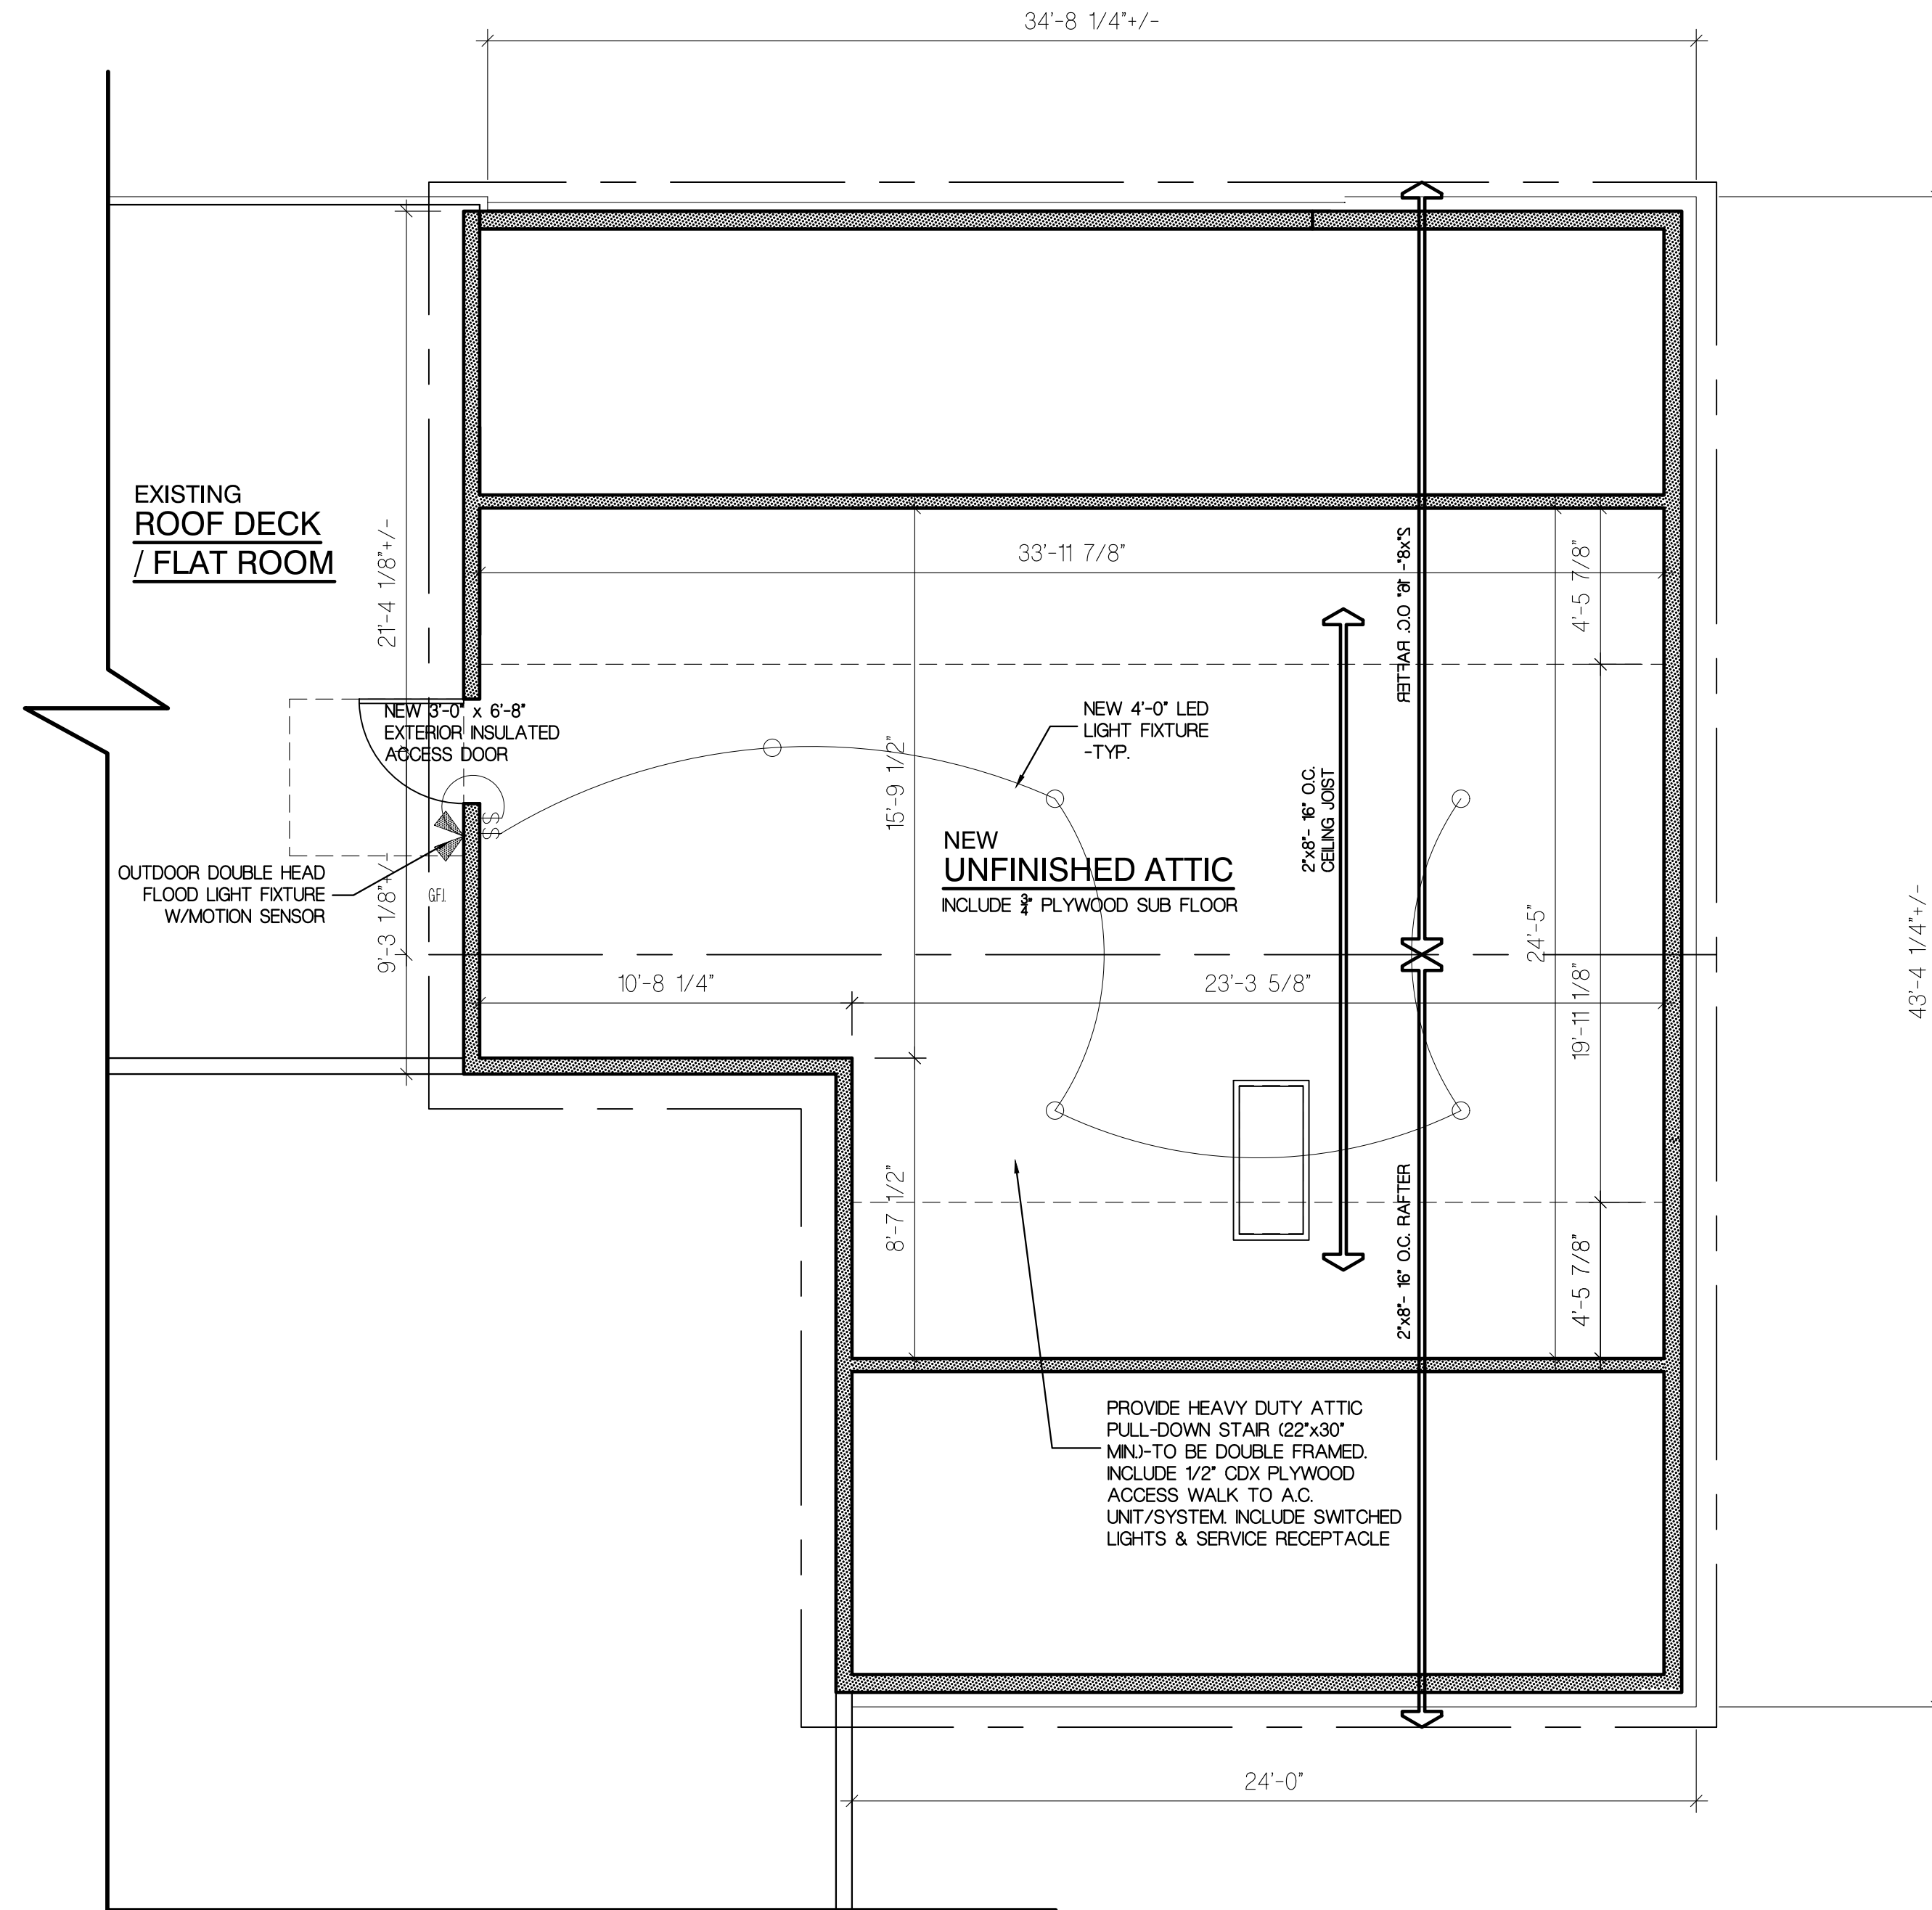 34'-8 1/4"+/-
EXISTING
ROOF DECK
/ FLAT ROOM
21'-4 1/8"+/-
33'-11 7/8"
2"x8"- 16" O.C. RAFTER
4'-5 7/8"
NEW 3'-0" x 6'-8"
EXTERIOR INSULATED
ACCESS DOOR
NEW 4'-0" LED
LIGHT FIXTURE
-TYP.
15'-9 1/2"
2"x8"- 16" O.C.
CEILING JOIST
$ $
NEW
UNFINISHED ATTIC
INCLUDE 3/4" PLYWOOD SUB FLOOR
OUTDOOR DOUBLE HEAD
FLOOD LIGHT FIXTURE
W/MOTION SENSOR
G.F.I.
9'-3 1/8"+/-
24'-5"
43'-4 1/4"+/-
10'-8 1/4"
23'-3 5/8"
19'-11 1/8"
8'-7 1/2"
2"x8"- 16" O.C. RAFTER
4'-5 7/8"
PROVIDE HEAVY DUTY ATTIC
PULL-DOWN STAIR (22"x30"
MIN.)-TO BE DOUBLE FRAMED.
INCLUDE 1/2" CDX PLYWOOD
ACCESS WALK TO A.C.
UNIT/SYSTEM. INCLUDE SWITCHED
LIGHTS & SERVICE RECEPTACLE
24'-0"